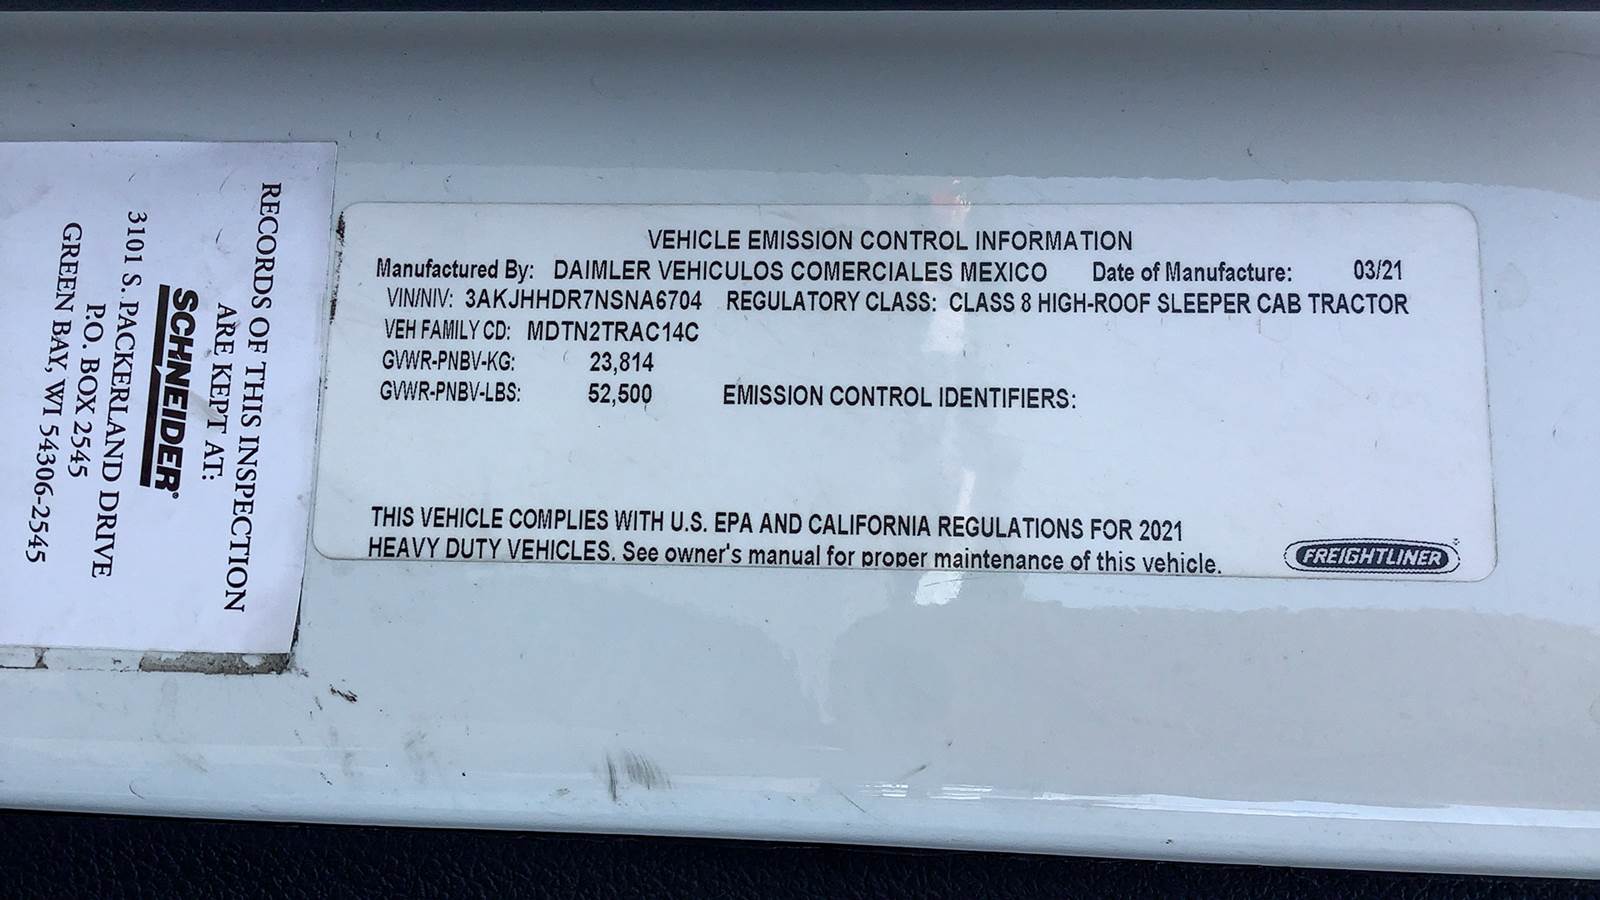 RECORDS OF THIS INSPECTION
ARE KEPT AT:
SCHNEIDER®
3101 S. PACKERLAND DRIVE
P.O. BOX 2545
GREEN BAY, WI 54306-2545
VEHICLE EMISSION CONTROL INFORMATION
Manufactured By: DAIMLER VEHICULOS COMERCIALES MEXICO Date of Manufacture: 03/21
VIN/NIV: 3AKJHHDR7NSNA6704 REGULATORY CLASS: CLASS 8 HIGH-ROOF SLEEPER CAB TRACTOR
VEH FAMILY CD: MDTN2TRAC14C
GVWR-PNBV-KG: 23,814
GVWR-PNBV-LBS: 52,500 EMISSION CONTROL IDENTIFIERS:
THIS VEHICLE COMPLIES WITH U.S. EPA AND CALIFORNIA REGULATIONS FOR 2021
HEAVY DUTY VEHICLES. See owner's manual for proper maintenance of this vehicle.
FREIGHTLINER